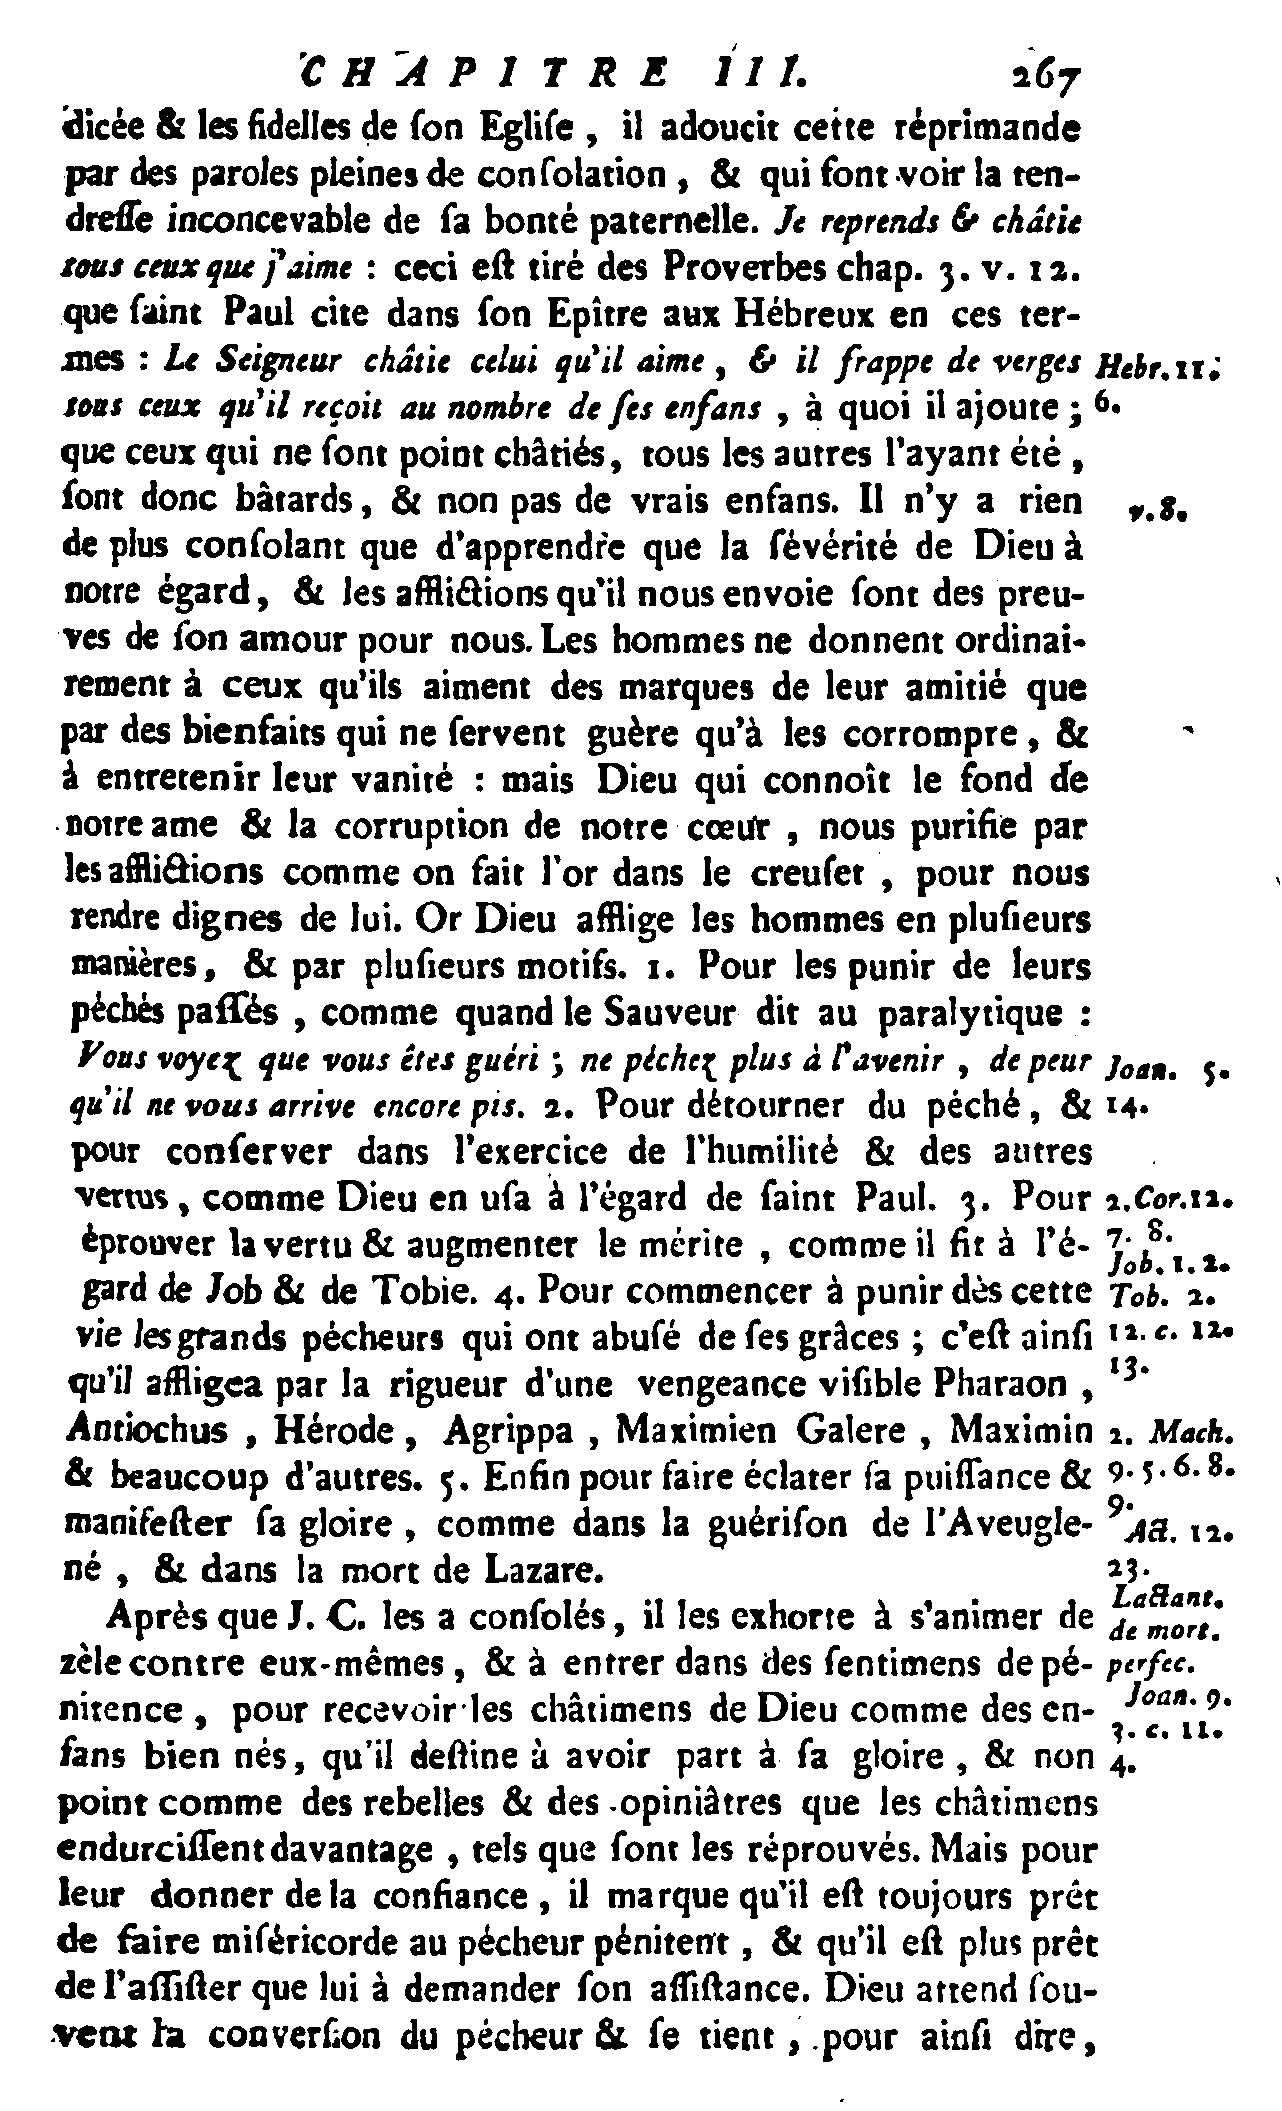 CHAPITRE III. 267
dicée & les fidelles de ſon Egliſe, il adoucit cette réprimande
par des paroles pleines de conſolation, & qui font voir la ten-
dreſſe inconcevable de ſa bonté paternelle. Je reprends & châtie
tous ceux que j'aime : ceci eſt tiré des Proverbes chap. 3. v. 12.
que ſaint Paul cite dans ſon Epître aux Hébreux en ces ter-
mes : Le Seigneur châtie celui qu'il aime, & il frappe de verges Hebr. 11.
tous ceux qu'il reçoit au nombre de ſes enfans, à quoi il ajoute; 6.
que ceux qui ne ſont point châtiés, tous les autres l'ayant été,
ſont donc bâtards, & non pas de vrais enfans. Il n'y a rien v. 8.
de plus conſolant que d'apprendre que la ſévérité de Dieu à
notre égard, & les afflictions qu'il nous envoie ſont des preu-
ves de ſon amour pour nous. Les hommes ne donnent ordinai-
rement à ceux qu'ils aiment des marques de leur amitié que
par des bienfaits qui ne ſervent guère qu'à les corrompre, &
à entretenir leur vanité : mais Dieu qui connoît le fond de
notre ame & la corruption de notre cœur, nous purifie par
les afflictions comme on fait l'or dans le creuſet, pour nous
rendre dignes de lui. Or Dieu afflige les hommes en pluſieurs
manières, & par pluſieurs motifs. 1. Pour les punir de leurs
péchés paſſés, comme quand le Sauveur dit au paralytique :
Vous voyez que vous êtes guéri; ne péchez plus à l'avenir, de peur Joan. 5.
qu'il ne vous arrive encore pis. 2. Pour détourner du péché, & 14.
pour conſerver dans l'exercice de l'humilité & des autres
vertus, comme Dieu en uſa à l'égard de ſaint Paul. 3. Pour 2. Cor. 12.
éprouver la vertu & augmenter le mérite, comme il fit à l'é- 7. 8.
Job. 1. 2.
gard de Job & de Tobie. 4. Pour commencer à punir dès cette Tob. 2.
vie les grands pécheurs qui ont abuſé de ſes grâces; c'eſt ainſi 12. c. 12.
qu'il affligea par la rigueur d'une vengeance viſible Pharaon, 13.
Antiochus, Hérode, Agrippa, Maximien Galere, Maximin 2. Mach.
& beaucoup d'autres. 5. Enfin pour faire éclater ſa puiſſance & 9. 5. 6. 8.
9.
manifeſter ſa gloire, comme dans la guériſon de l'Aveugle- Act. 12.
né, & dans la mort de Lazare. 23.
Après que J. C. les a conſolés, il les exhorte à s'animer de Lactant.
de mort.
zèle contre eux-mêmes, & à entrer dans des ſentimens de pé- perſec.
nitence, pour recevoir les châtimens de Dieu comme des en- Joan. 9.
3. c. 11.
fans bien nés, qu'il deſtine à avoir part à ſa gloire, & non 4.
point comme des rebelles & des opiniâtres que les châtimens
endurciſſent davantage, tels que ſont les réprouvés. Mais pour
leur donner de la confiance, il marque qu'il eſt toujours prêt
de faire miſéricorde au pécheur pénitent, & qu'il eſt plus prêt
de l'aſſiſter que lui à demander ſon aſſiſtance. Dieu attend ſou-
vent la converſion du pécheur & ſe tient, pour ainſi dire,